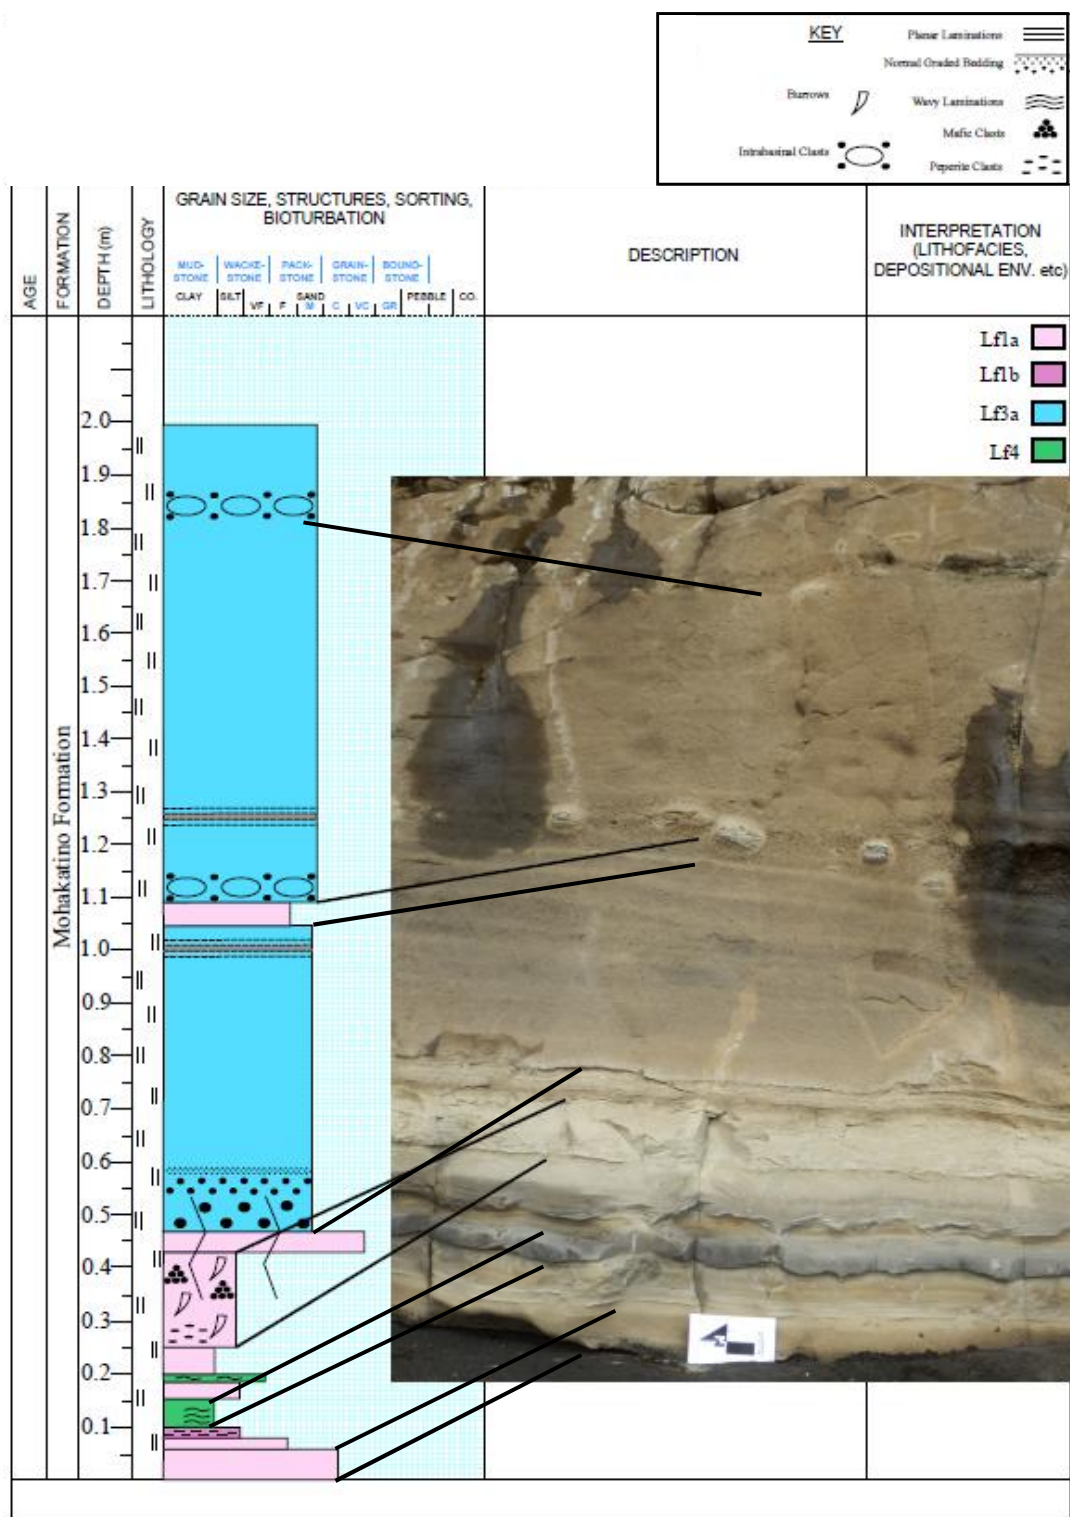 KEY
Planar Laminations
Normal Graded Bedding
Burrows
Wavy Laminations
Mafic Clasts
Intrabasinal Clasts
Peperite Clasts
AGE
FORMATION
DEPTH (m)
LITHOLOGY
GRAIN SIZE, STRUCTURES, SORTING,
BIOTURBATION
MUD-
STONE
WACKE-
STONE
PACK-
STONE
GRAIN-
STONE
BOUND-
STONE
CLAY
SILT
SAND
VF
F
M
C
VC
GR
PEBBLE
CO.
DESCRIPTION
INTERPRETATION
(LITHOFACIES,
DEPOSITIONAL ENV. etc)
Lf1a
Lf1b
Lf3a
Lf4
2.0
1.9
1.8
1.7
1.6
1.5
1.4
1.3
1.2
1.1
1.0
0.9
0.8
0.7
0.6
0.5
0.4
0.3
0.2
0.1
Mohakatino Formation